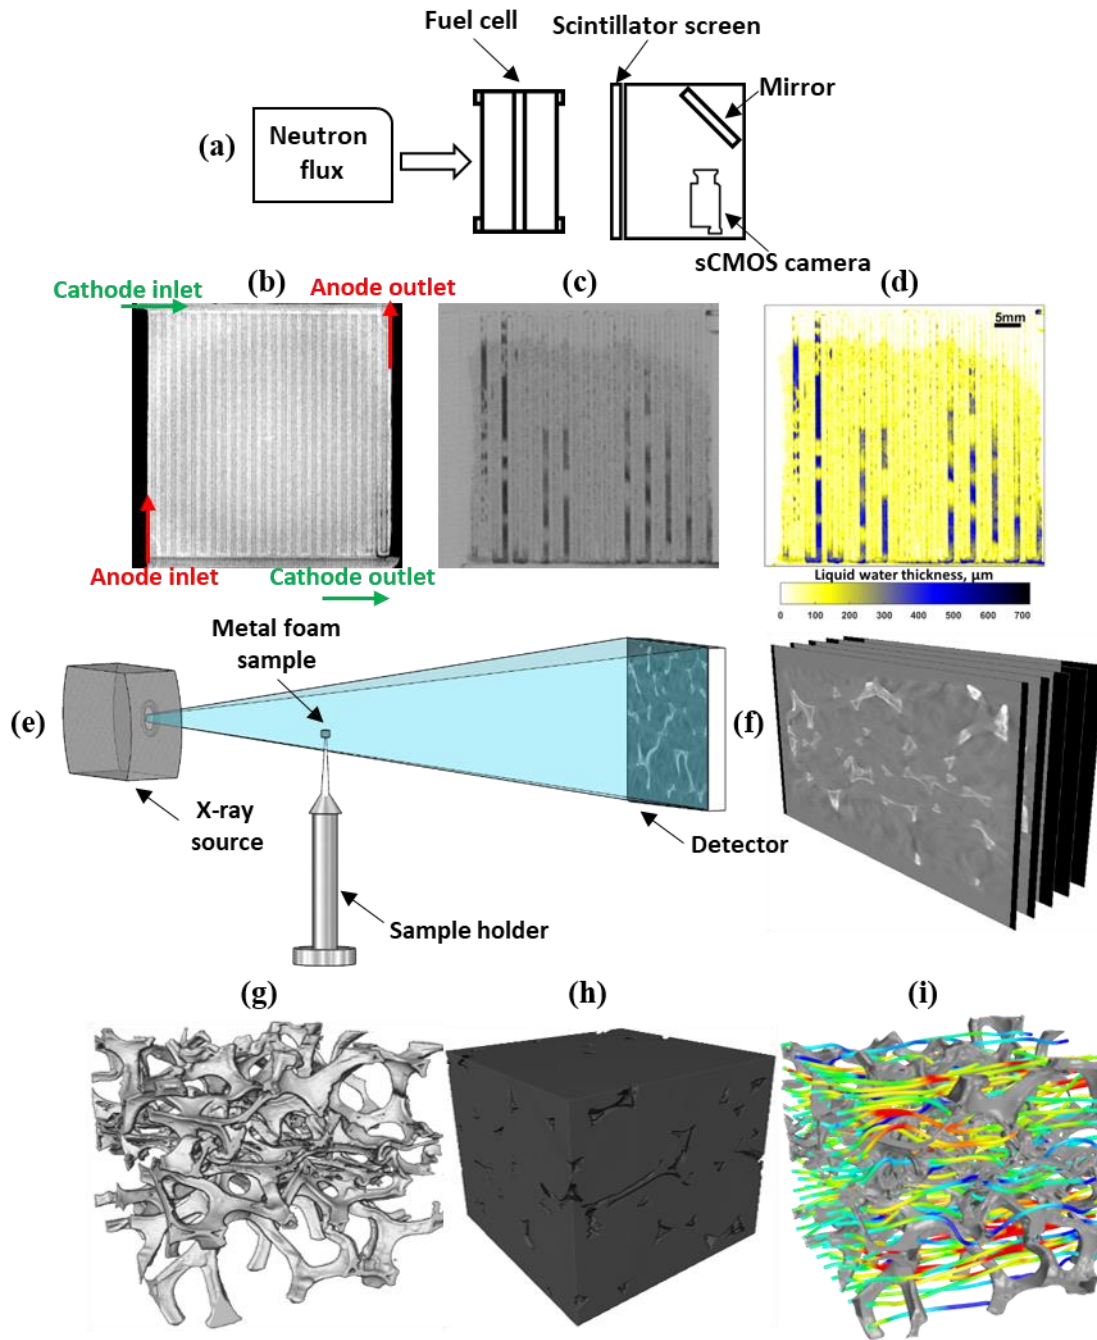 Fuel cell
Scintillator screen
Mirror
(a)
Neutron
flux
sCMOS camera
(b)
(c)
(d)
Cathode inlet
Anode outlet
5mm
Anode inlet
Cathode outlet
Liquid water thickness, μm
0 100 200 300 400 500 600 700
Metal foam
sample
(e)
(f)
X-ray
source
Detector
Sample holder
(g)
(h)
(i)